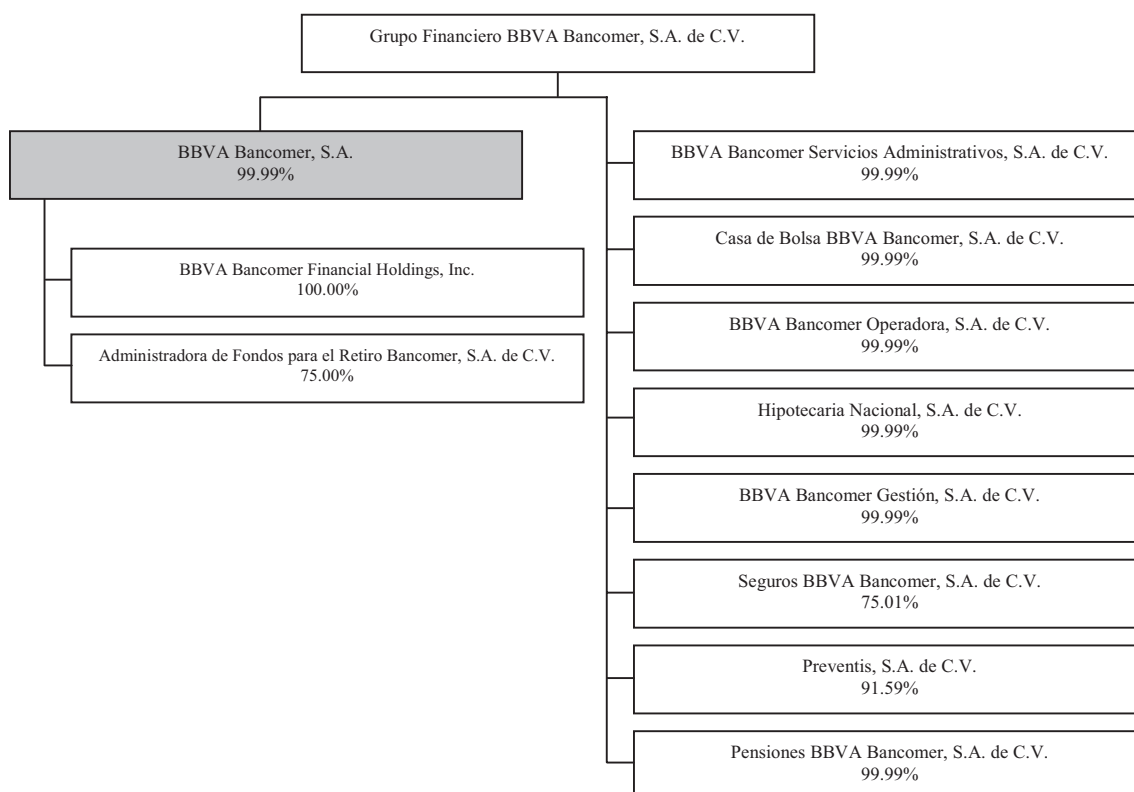 Grupo Financiero BBVA Bancomer, S.A. de C.V.
BBVA Bancomer, S.A.
99.99%
BBVA Bancomer Financial Holdings, Inc.
100.00%
Administradora de Fondos para el Retiro Bancomer, S.A. de C.V.
75.00%
BBVA Bancomer Servicios Administrativos, S.A. de C.V.
99.99%
Casa de Bolsa BBVA Bancomer, S.A. de C.V.
99.99%
BBVA Bancomer Operadora, S.A. de C.V.
99.99%
Hipotecaria Nacional, S.A. de C.V.
99.99%
BBVA Bancomer Gestión, S.A. de C.V.
99.99%
Seguros BBVA Bancomer, S.A. de C.V.
75.01%
Preventis, S.A. de C.V.
91.59%
Pensiones BBVA Bancomer, S.A. de C.V.
99.99%